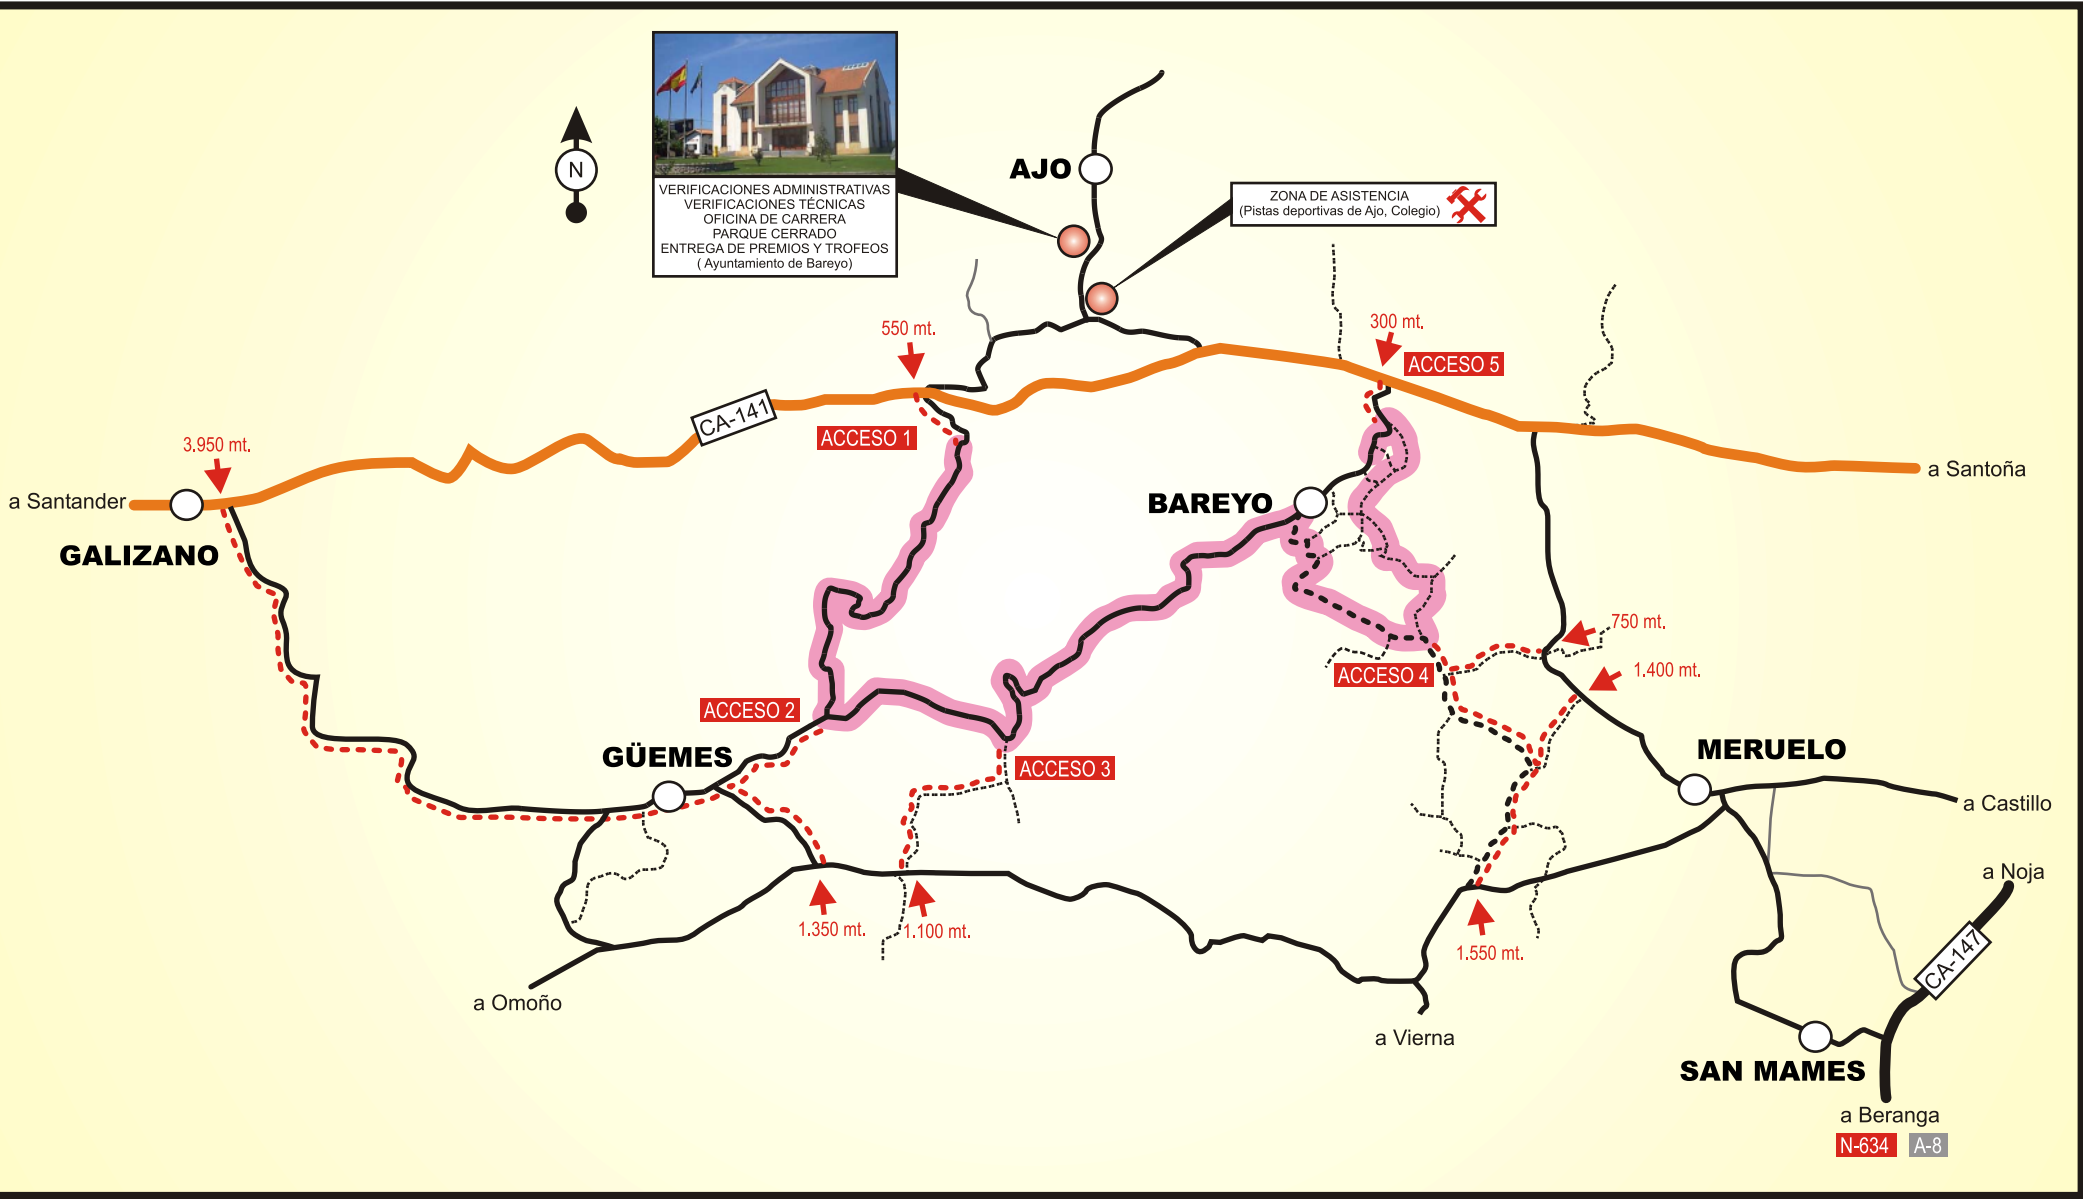 N
VERIFICACIONES ADMINISTRATIVAS
VERIFICACIONES TÉCNICAS
OFICINA DE CARRERA
PARQUE CERRADO
ENTREGA DE PREMIOS Y TROFEOS
( Ayuntamiento de Bareyo)
AJO
ZONA DE ASISTENCIA
(Pistas deportivas de Ajo, Colegio)
550 mt.
300 mt.
ACCESO 5
CA-141
ACCESO 1
3.950 mt.
a Santander
GALIZANO
a Santoña
BAREYO
750 mt.
1.400 mt.
ACCESO 4
ACCESO 2
GÜEMES
ACCESO 3
MERUELO
a Castillo
a Noja
1.350 mt.
1.100 mt.
1.550 mt.
CA-147
a Omoño
a Vierna
SAN MAMES
a Beranga
N-634 A-8